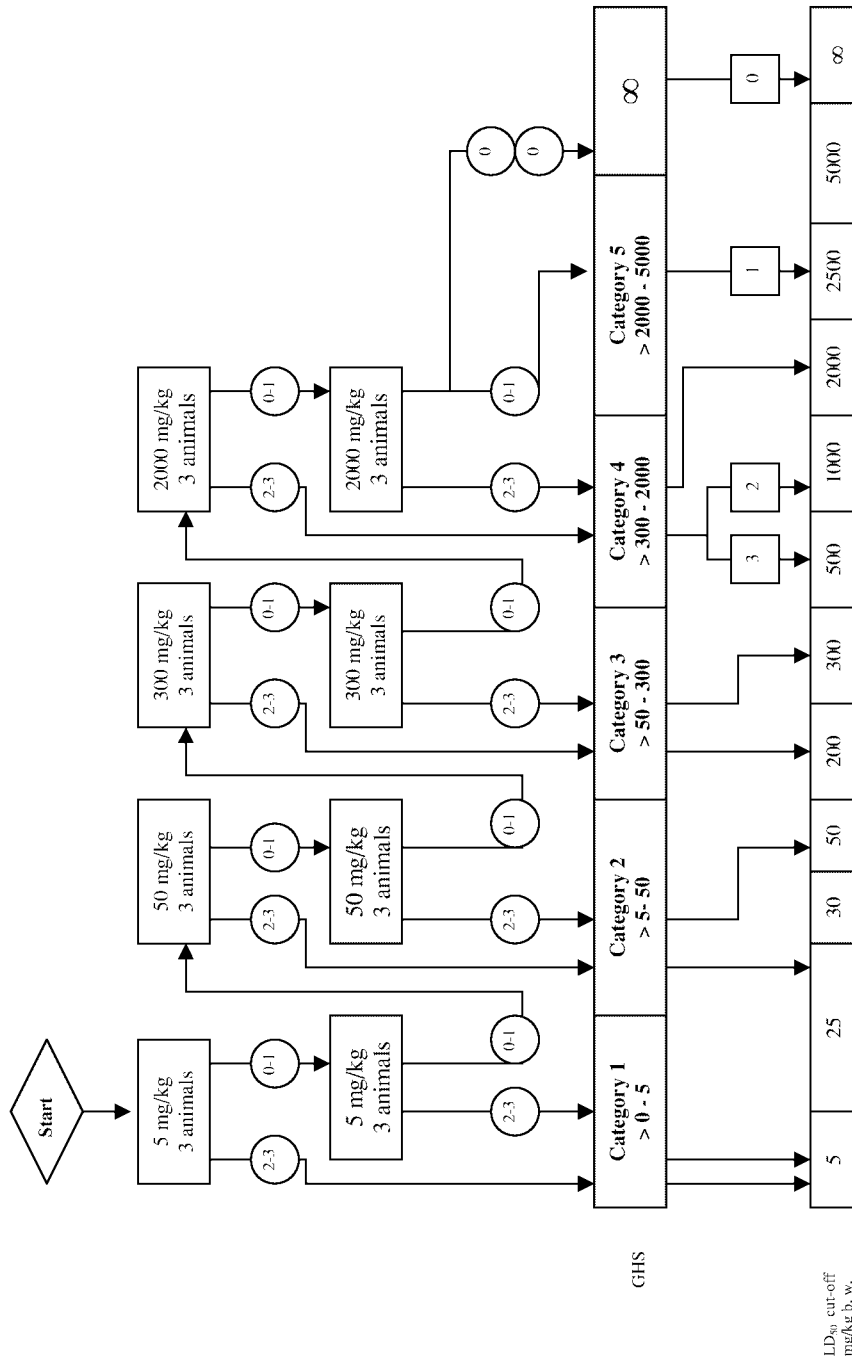 Start
5 mg/kg
3 animals
50 mg/kg
3 animals
300 mg/kg
3 animals
2000 mg/kg
3 animals
2-3
0-1
2-3
0-1
2-3
0-1
2-3
0-1
5 mg/kg
3 animals
50 mg/kg
3 animals
300 mg/kg
3 animals
2000 mg/kg
3 animals
2-3
0-1
2-3
0-1
2-3
0-1
2-3
0-1
0
0
GHS
Category 1
> 0 - 5
Category 2
> 5- 50
Category 3
> 50 - 300
Category 4
> 300 - 2000
Category 5
> 2000 - 5000
∞
3
2
1
0
LD50 cut-off
mg/kg b. w.
5
25
30
50
200
300
500
1000
2000
2500
5000
∞